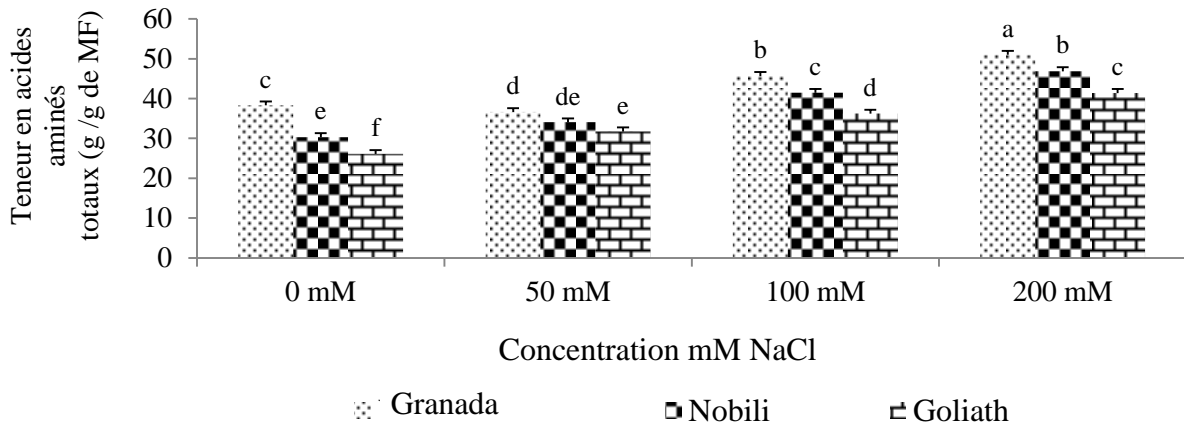 Teneur en acides
aminés
totaux (g /g de MF)
60
50
40
30
20
10
0
c
e
f
d
de
e
b
c
d
a
b
c
0 mM
50 mM
100 mM
200 mM
Concentration mM NaCl
Granada
Nobili
Goliath